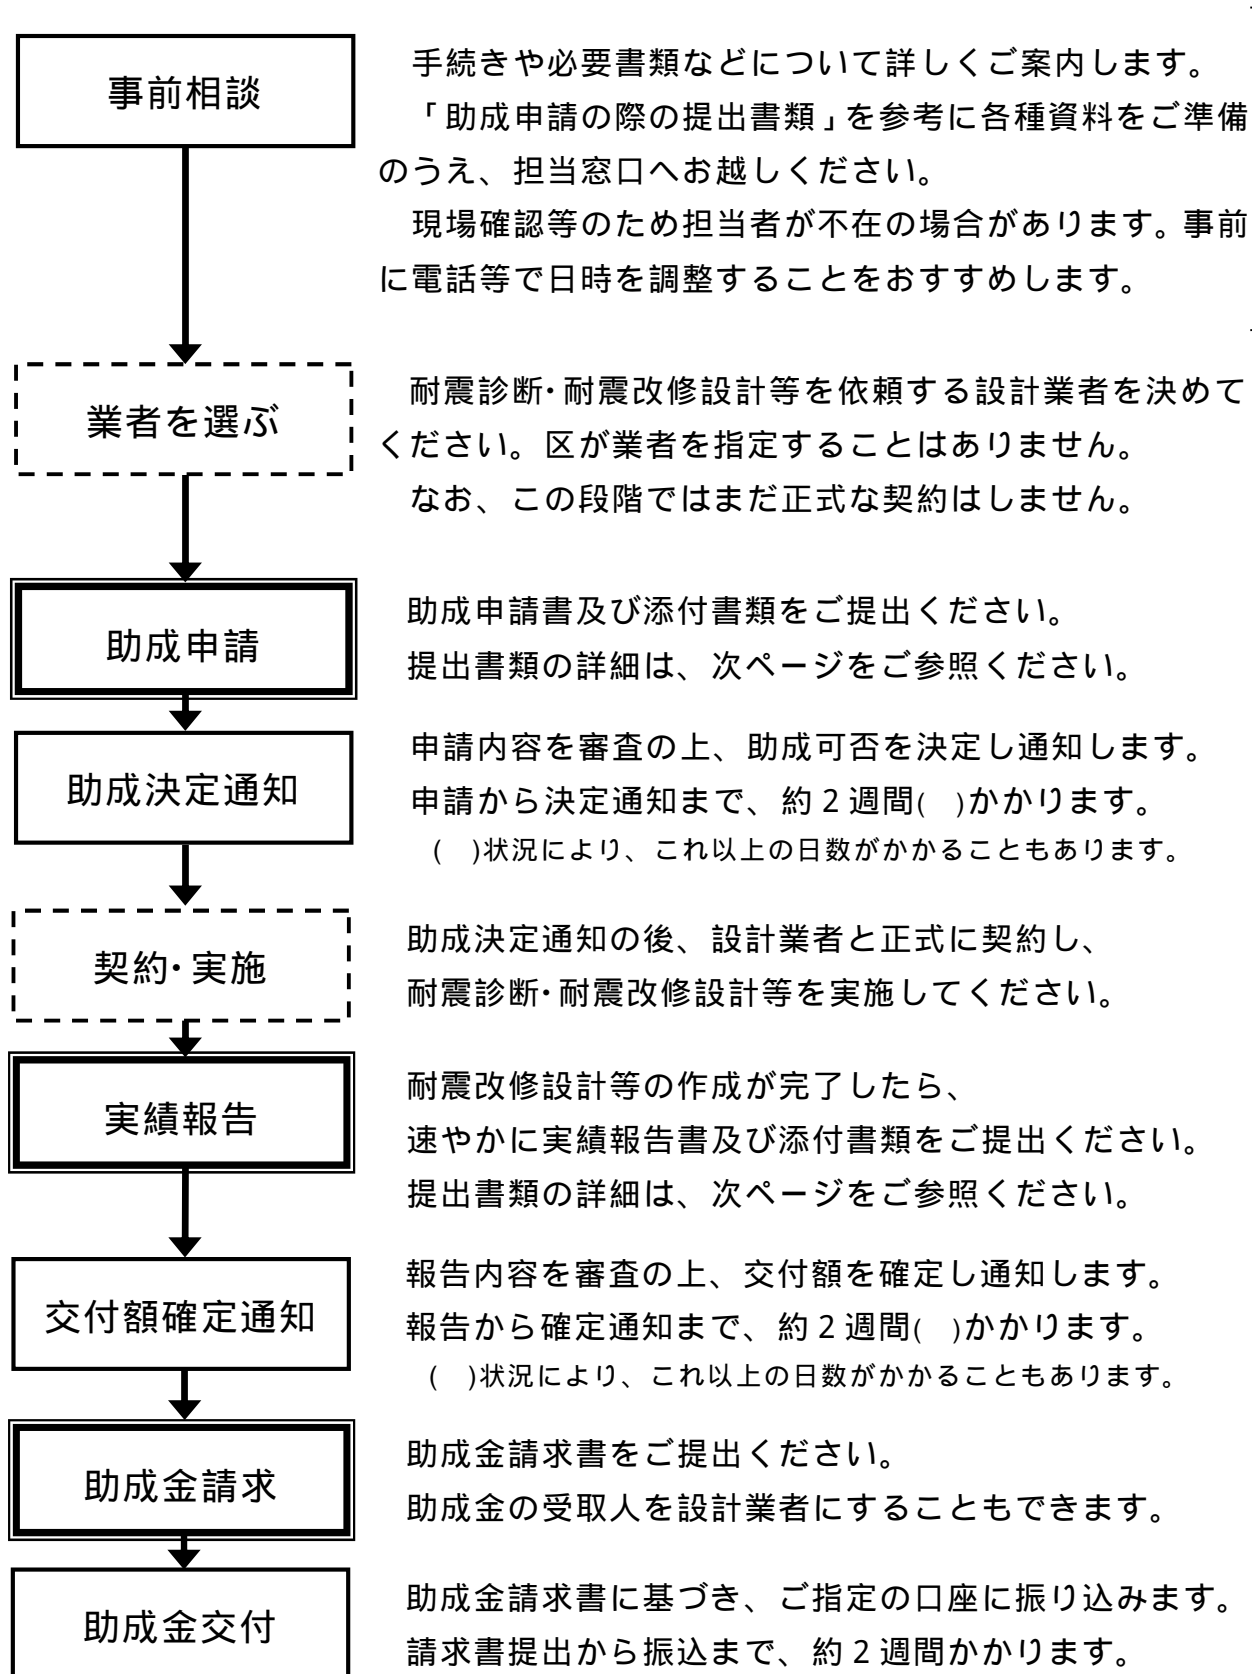 事前相談
手続きや必要書類などについて詳しくご案内します。
「助成申請の際の提出書類」を参考に各種資料をご準備
のうえ、担当窓口へお越しください。
現場確認等のため担当者が不在の場合があります。事前
に電話等で日時を調整することをおすすめします。
業者を選ぶ
耐震診断・耐震改修設計等を依頼する設計業者を決めて
ください。区が業者を指定することはありません。
なお、この段階ではまだ正式な契約はしません。
助成申請
助成申請書及び添付書類をご提出ください。
提出書類の詳細は、次ページをご参照ください。
助成決定通知
申請内容を審査の上、助成可否を決定し通知します。
申請から決定通知まで、約２週間(　)かかります。
(　)状況により、これ以上の日数がかかることもあります。
契約・実施
助成決定通知の後、設計業者と正式に契約し、
耐震診断・耐震改修設計等を実施してください。
実績報告
耐震改修設計等の作成が完了したら、
速やかに実績報告書及び添付書類をご提出ください。
提出書類の詳細は、次ページをご参照ください。
交付額確定通知
報告内容を審査の上、交付額を確定し通知します。
報告から確定通知まで、約２週間(　)かかります。
(　)状況により、これ以上の日数がかかることもあります。
助成金請求
助成金請求書をご提出ください。
助成金の受取人を設計業者にすることもできます。
助成金交付
助成金請求書に基づき、ご指定の口座に振り込みます。
請求書提出から振込まで、約２週間かかります。